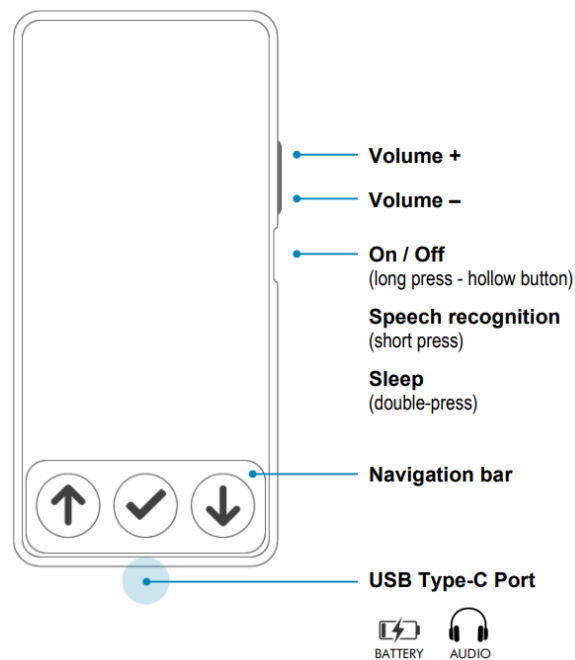 Volume +
Volume –
On / Off
(long press - hollow button)
Speech recognition
(short press)
Sleep
(double-press)
Navigation bar
USB Type-C Port
BATTERY AUDIO